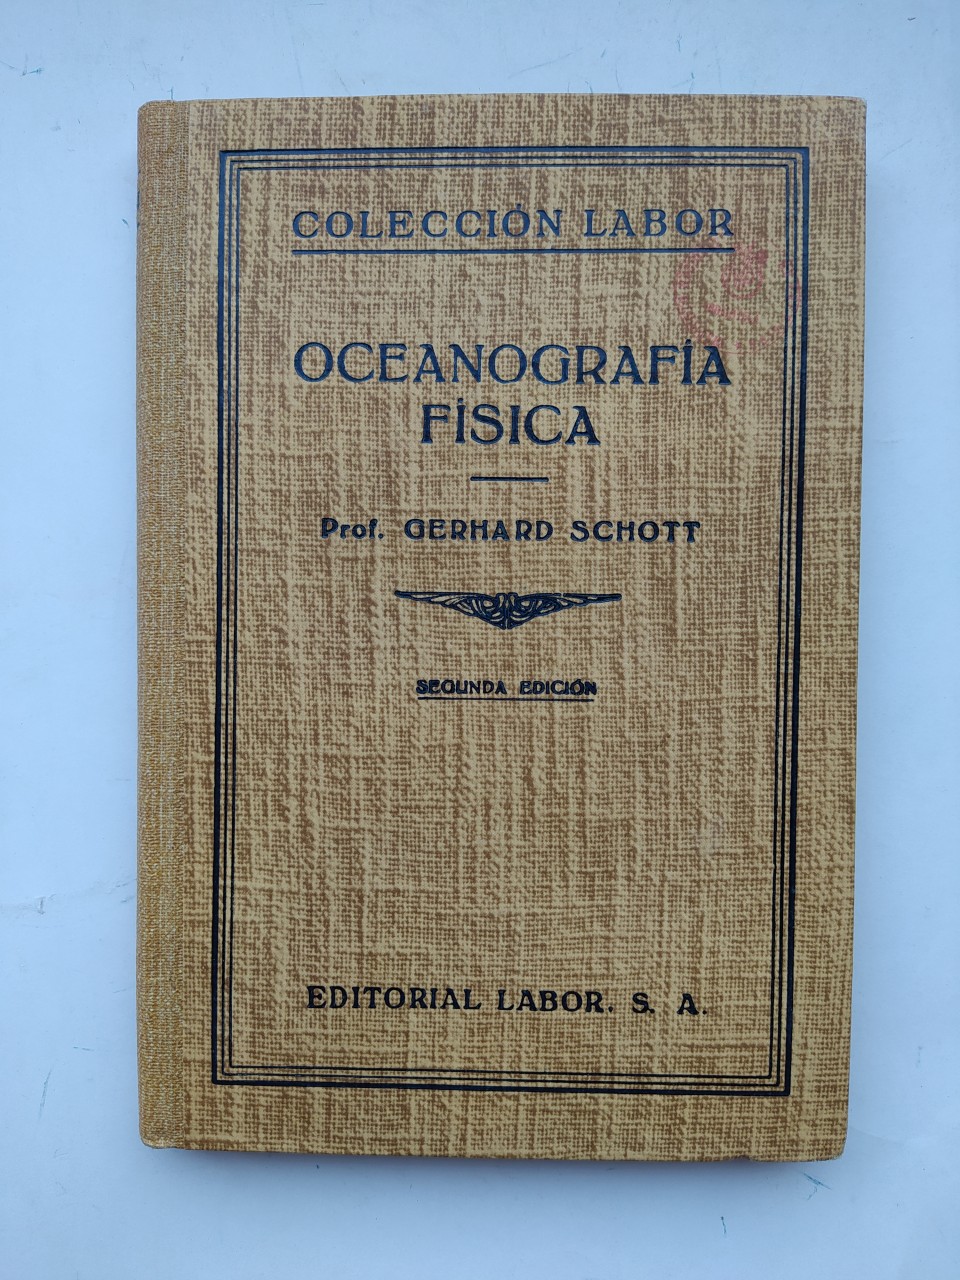 COLECCIÓN LABOR
OCEANOGRAFÍA
FÍSICA
Prof. GERHARD SCHOTT
SEGUNDA EDICIÓN
EDITORIAL LABOR. S. A.